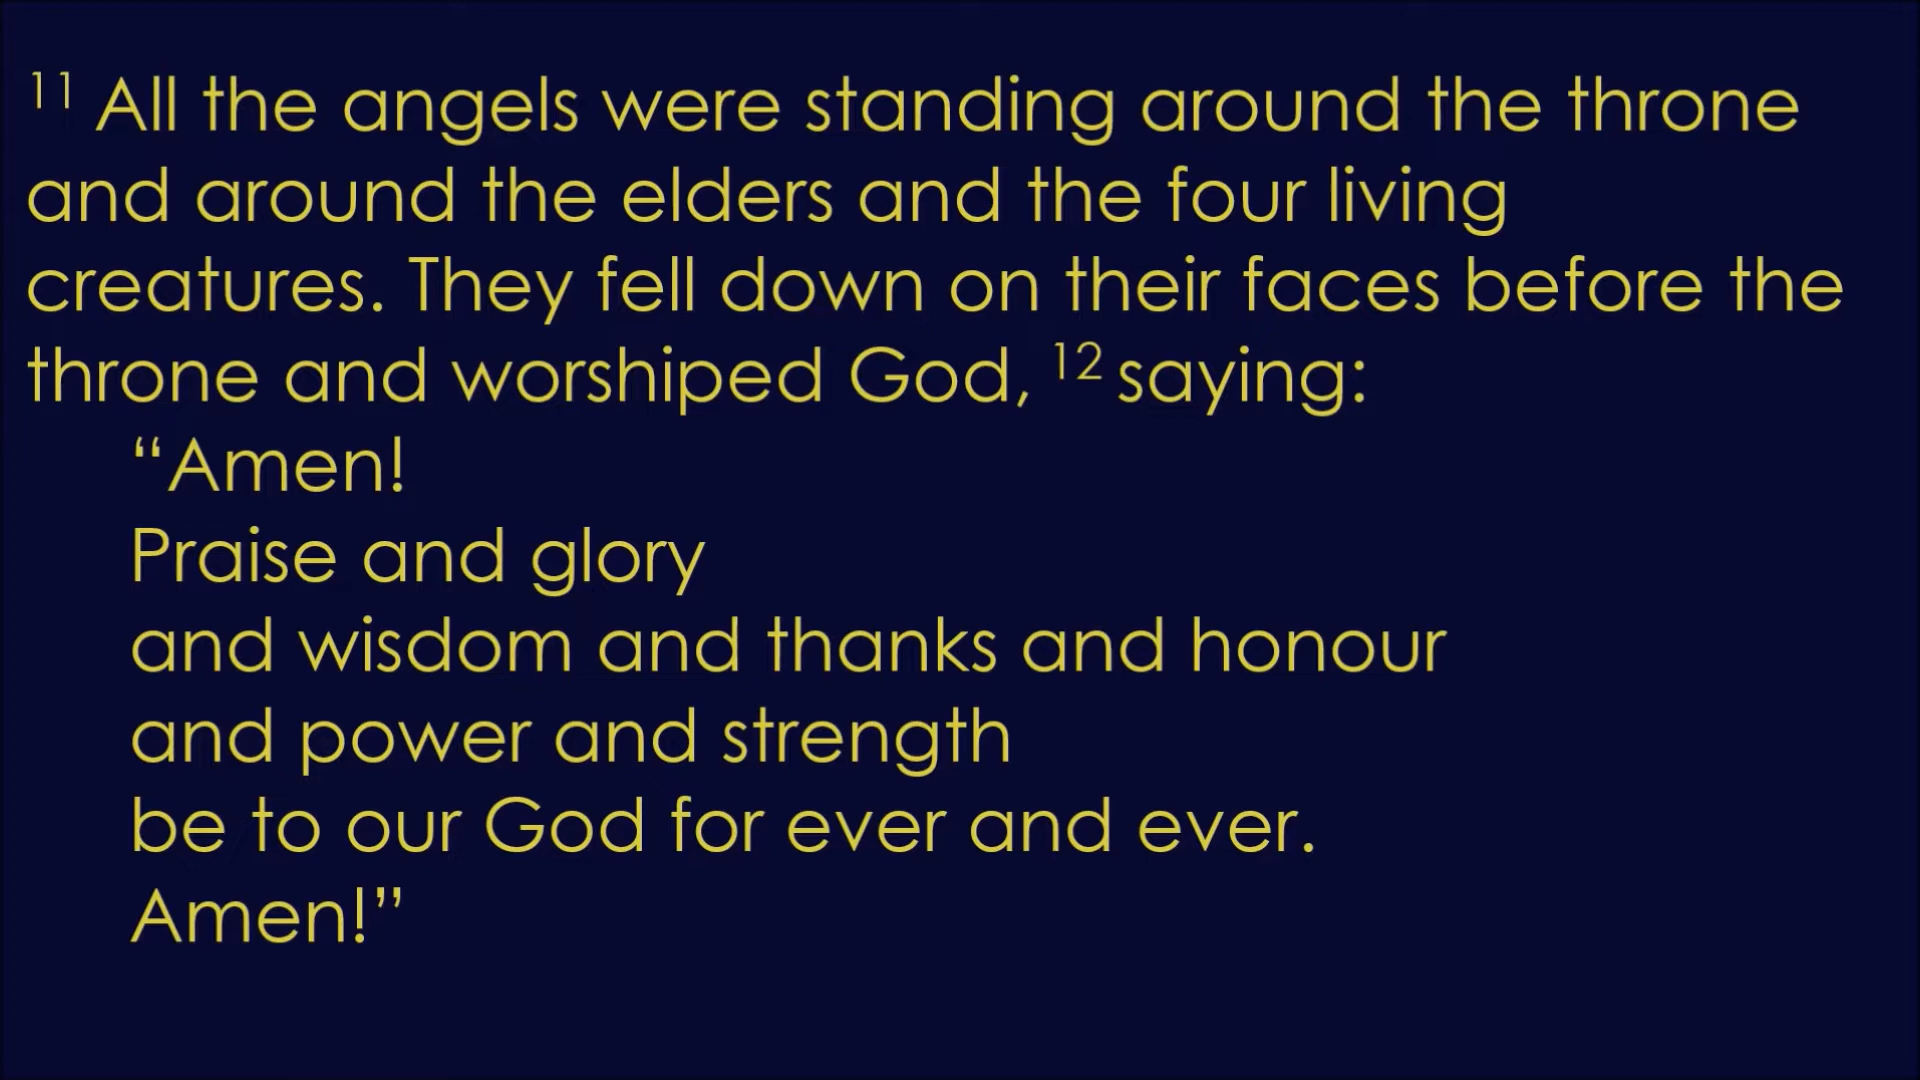 11 All the angels were standing around the throne
and around the elders and the four living
creatures. They fell down on their faces before the
throne and worshiped God, 12 saying:
“Amen!
Praise and glory
and wisdom and thanks and honour
and power and strength
be to our God for ever and ever.
Amen!”